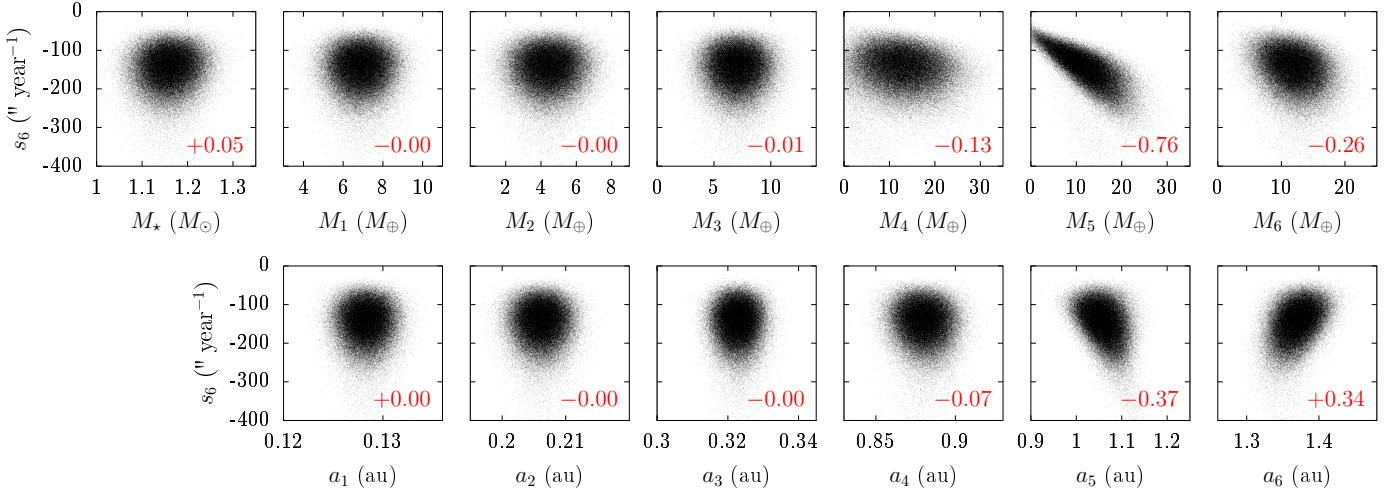 0
-100
-200
-300
-400
s₆ (" year⁻¹)
+0.05 −0.00 −0.00 −0.01 −0.13 −0.76 −0.26
1 1.1 1.2 1.3 4 6 8 10 2 4 6 8 0 5 10 0 10 20 30 0 10 20 30 0 10 20
M⋆ (M⊙) M₁ (M⊕) M₂ (M⊕) M₃ (M⊕) M₄ (M⊕) M₅ (M⊕) M₆ (M⊕)
0
-100
-200
-300
-400
s₆ (" year⁻¹)
+0.00 −0.00 −0.00 −0.07 −0.37 +0.34
0.12 0.13 0.2 0.21 0.3 0.32 0.34 0.85 0.9 0.9 1 1.1 1.2 1.3 1.4
a₁ (au) a₂ (au) a₃ (au) a₄ (au) a₅ (au) a₆ (au)